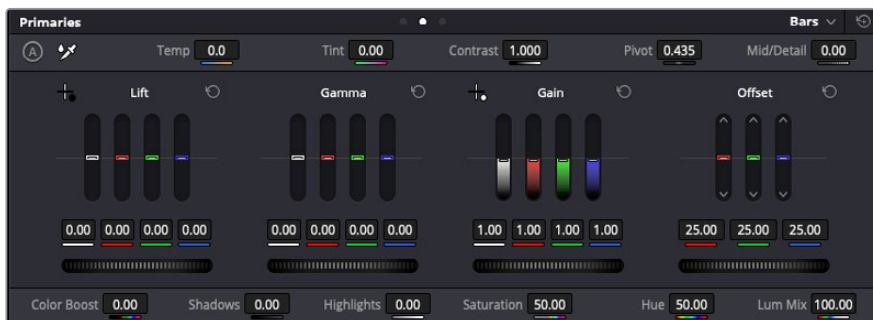 Primaries Bars
A Temp 0.0 Tint 0.00 Contrast 1.000 Pivot 0.435 Mid/Detail 0.00
Lift Gamma Gain Offset
0.00 0.00 0.00 0.00 0.00 0.00 0.00 0.00 1.00 1.00 1.00 1.00 25.00 25.00 25.00
Color Boost 0.00 Shadows 0.00 Highlights 0.00 Saturation 50.00 Hue 50.00 Lum Mix 100.00